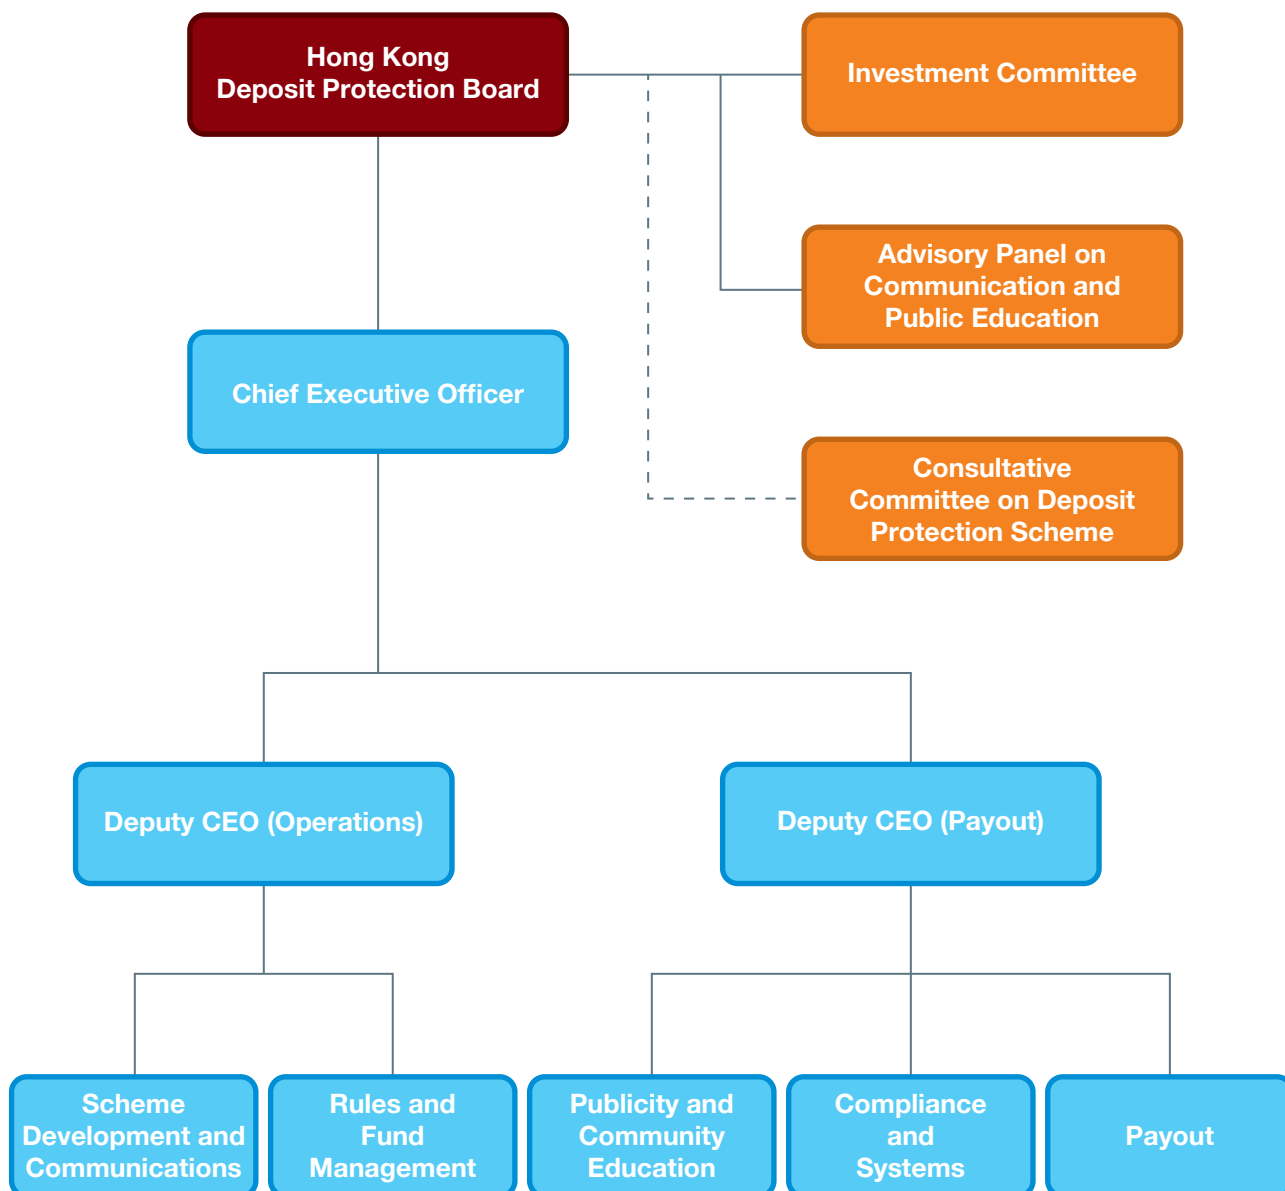 Hong Kong
Deposit Protection Board
Investment Committee
Advisory Panel on
Communication and
Public Education
Chief Executive Officer
Consultative
Committee on Deposit
Protection Scheme
Deputy CEO (Operations)
Deputy CEO (Payout)
Scheme
Development and
Communications
Rules and
Fund
Management
Publicity and
Community
Education
Compliance
and
Systems
Payout